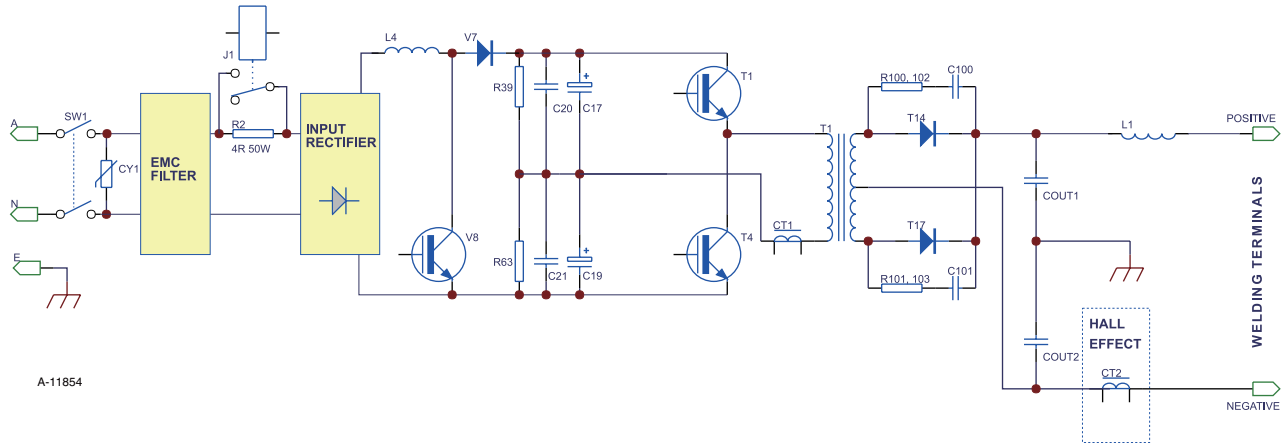 J1
L4
V7
SW1
A
R2
4R 50W
EMC
FILTER
INPUT
RECTIFIER
CY1
N
E
R39
C20
C17
V8
R63
C21
C19
T1
T4
CT1
T1
R100, 102
C100
T14
T17
R101, 103
C101
L1
POSITIVE
COUT1
COUT2
HALL
EFFECT
CT2
WELDING TERMINALS
NEGATIVE
A-11854